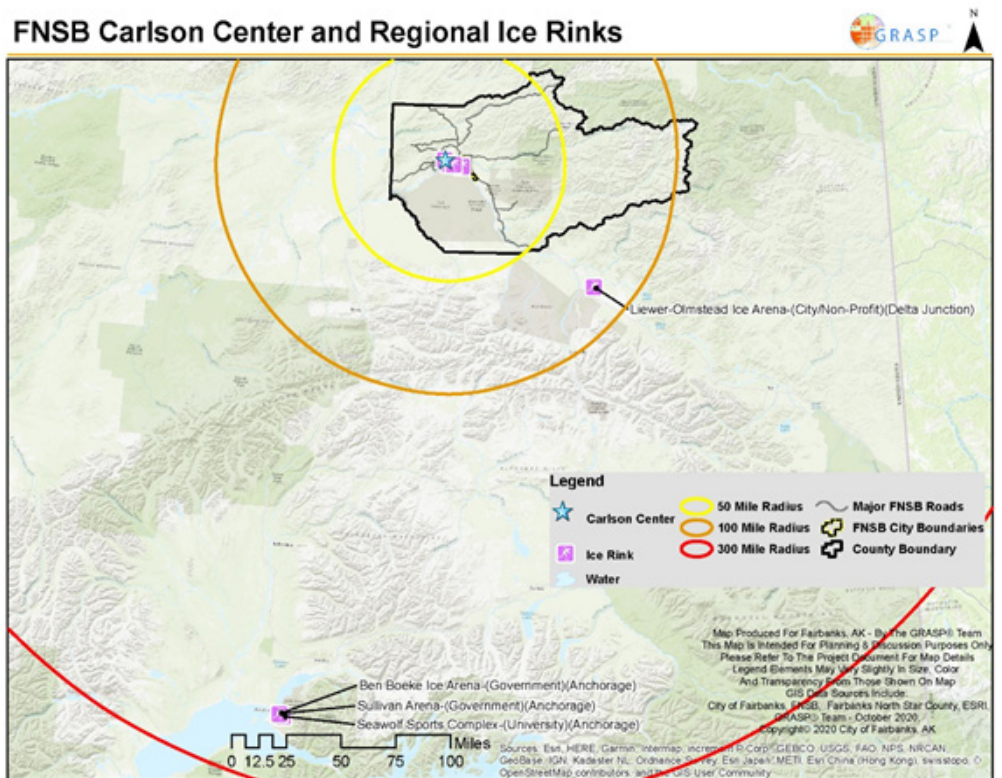 FNSB Carlson Center and Regional Ice Rinks
GRASP
N
Liewer-Olmstead Ice Arena-(City/Non-Profit)(Delta Junction)
Legend
Carlson Center
Ice Rink
Water
50 Mile Radius
100 Mile Radius
300 Mile Radius
Major FNSB Roads
FNSB City Boundaries
County Boundary
Map Produced For Fairbanks, AK - By The GRASP® Team
This Map Is Intended For Planning & Discussion Purposes Only
Please Refer To The Project Document For Map Details
Legend Elements May Vary Slightly In Size, Color
And Transparency From Those Shown On Map
GIS Data Sources Include:
City of Fairbanks, FNSB, Fairbanks North Star County, ESRI,
GRASP® Team - October 2020,
Copyright© 2020 City of Fairbanks, AK
Ben Boeke Ice Arena-(Government)(Anchorage)
Sullivan Arena-(Government)(Anchorage)
Seawolf Sports Complex-(University)(Anchorage)
Miles
0 12.5 25 50 75 100
Sources: Esri, HERE, Garmin, Intermap, increment P Corp., GEBCO, USGS, FAO, NPS, NRCAN,
GeoBase, IGN, Kadaster NL, Ordnance Survey, Esri Japan, METI, Esri China (Hong Kong), swisstopo, ©
OpenStreetMap contributors, and the GIS User Community